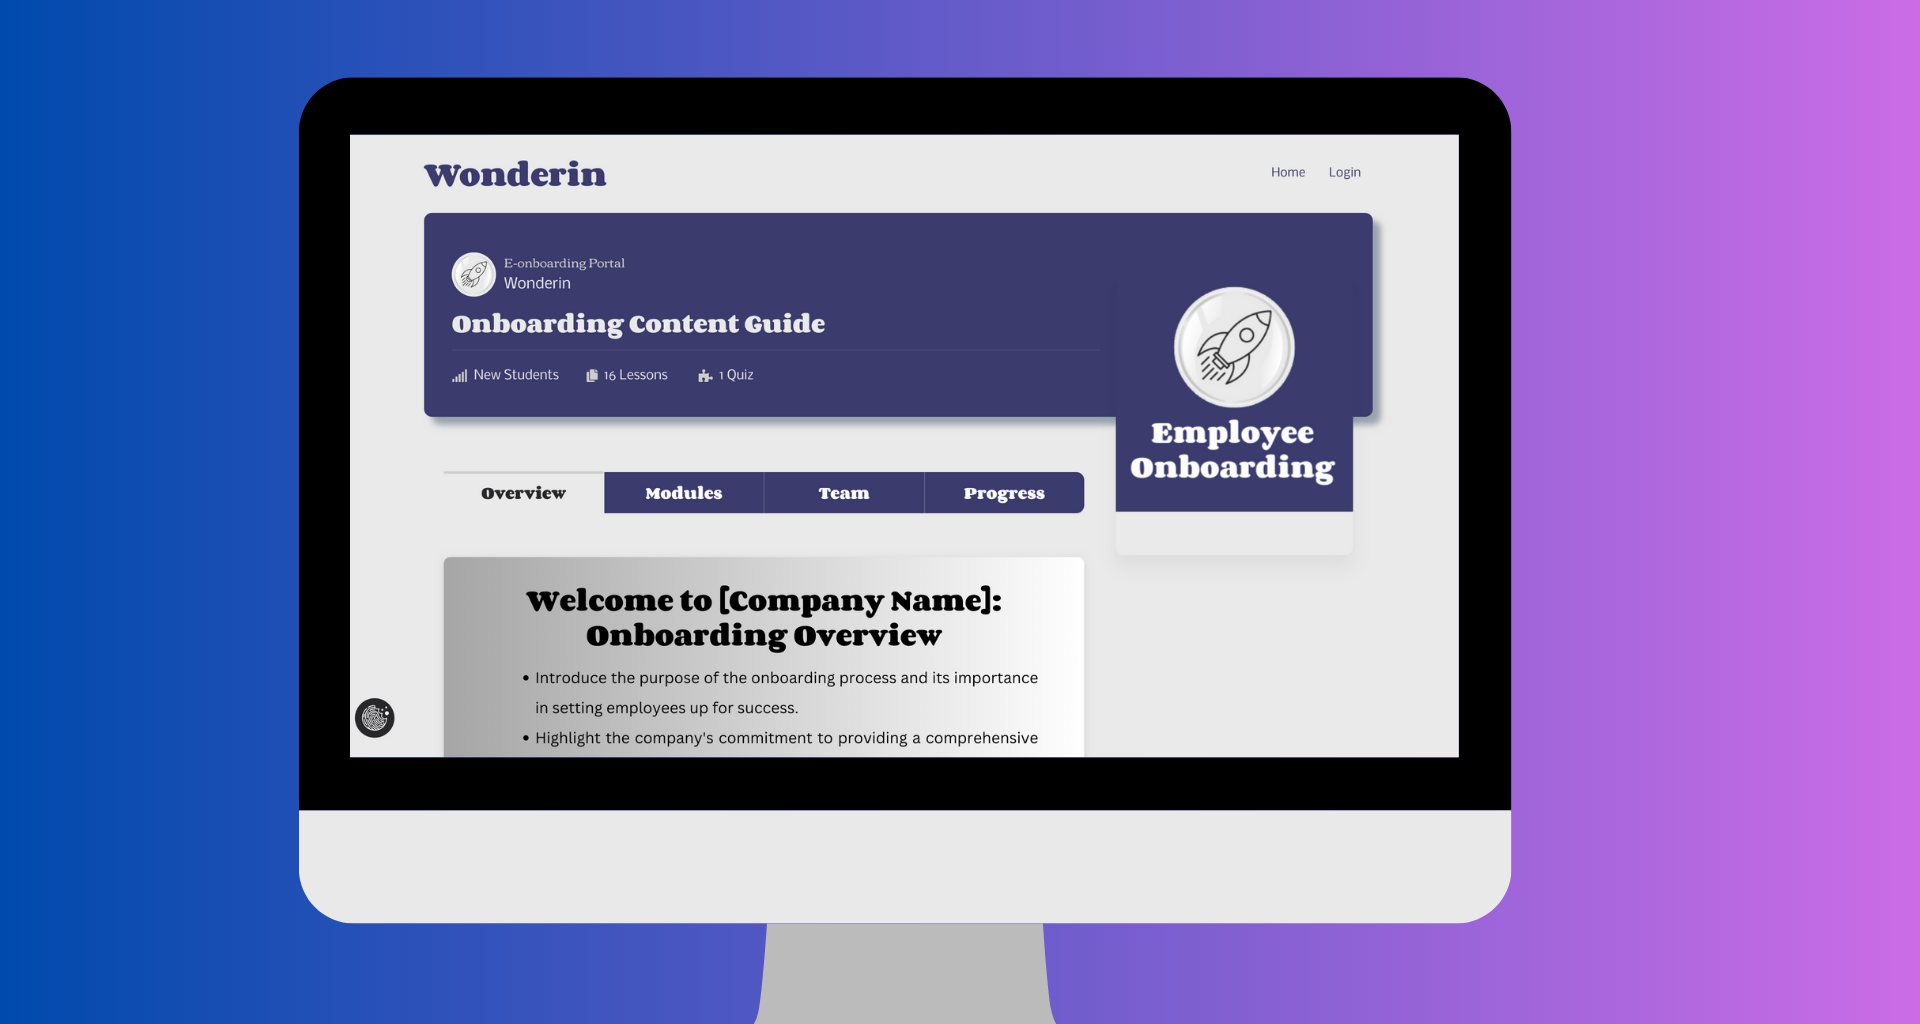 Wonderin
Home Login
E-onboarding Portal
Wonderin
Onboarding Content Guide
New Students 16 Lessons 1 Quiz
Employee
Onboarding
Overview Modules Team Progress
Welcome to [Company Name]:
Onboarding Overview
• Introduce the purpose of the onboarding process and its importance
in setting employees up for success.
• Highlight the company's commitment to providing a comprehensive